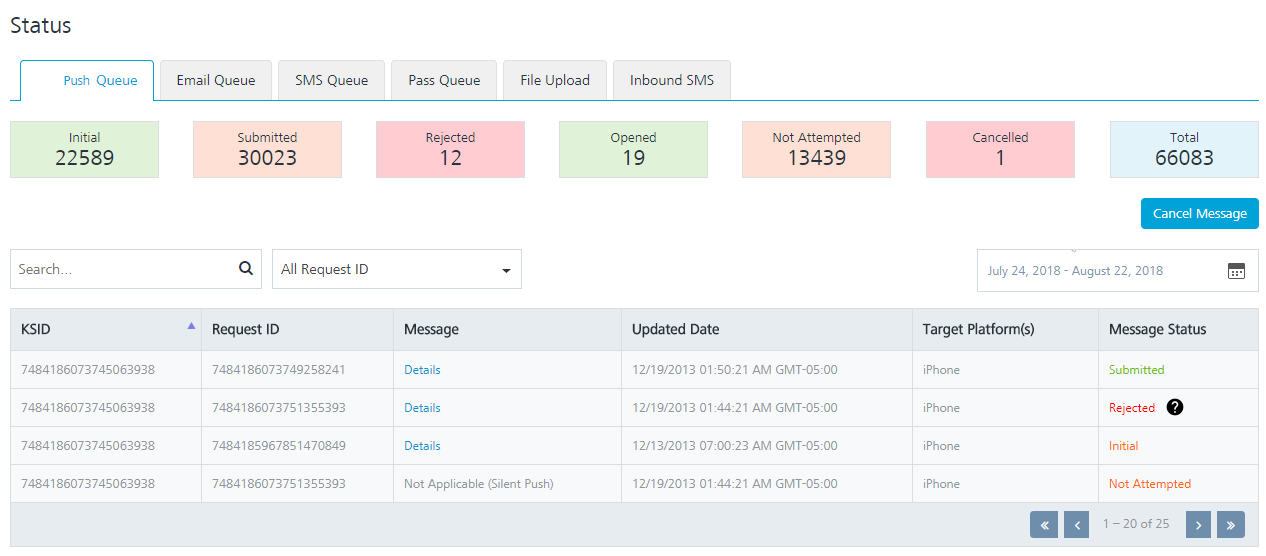 Status
Push Queue Email Queue SMS Queue Pass Queue File Upload Inbound SMS
Initial Submitted Rejected Opened Not Attempted Cancelled Total
22589 30023 12 19 13439 1 66083
Cancel Message
Search... All Request ID July 24, 2018 - August 22, 2018
KSID Request ID Message Updated Date Target Platform(s) Message Status
7484186073745063938 7484186073749258241 Details 12/19/2013 01:50:21 AM GMT-05:00 iPhone Submitted
7484186073745063938 7484186073751355393 Details 12/19/2013 01:44:21 AM GMT-05:00 iPhone Rejected ?
7484186073745063938 7484185967851470849 Details 12/13/2013 07:00:23 AM GMT-05:00 iPhone Initial
7484186073745063938 7484186073751355393 Not Applicable (Silent Push) 12/19/2013 01:44:21 AM GMT-05:00 iPhone Not Attempted
« ‹ 1 – 20 of 25 › »